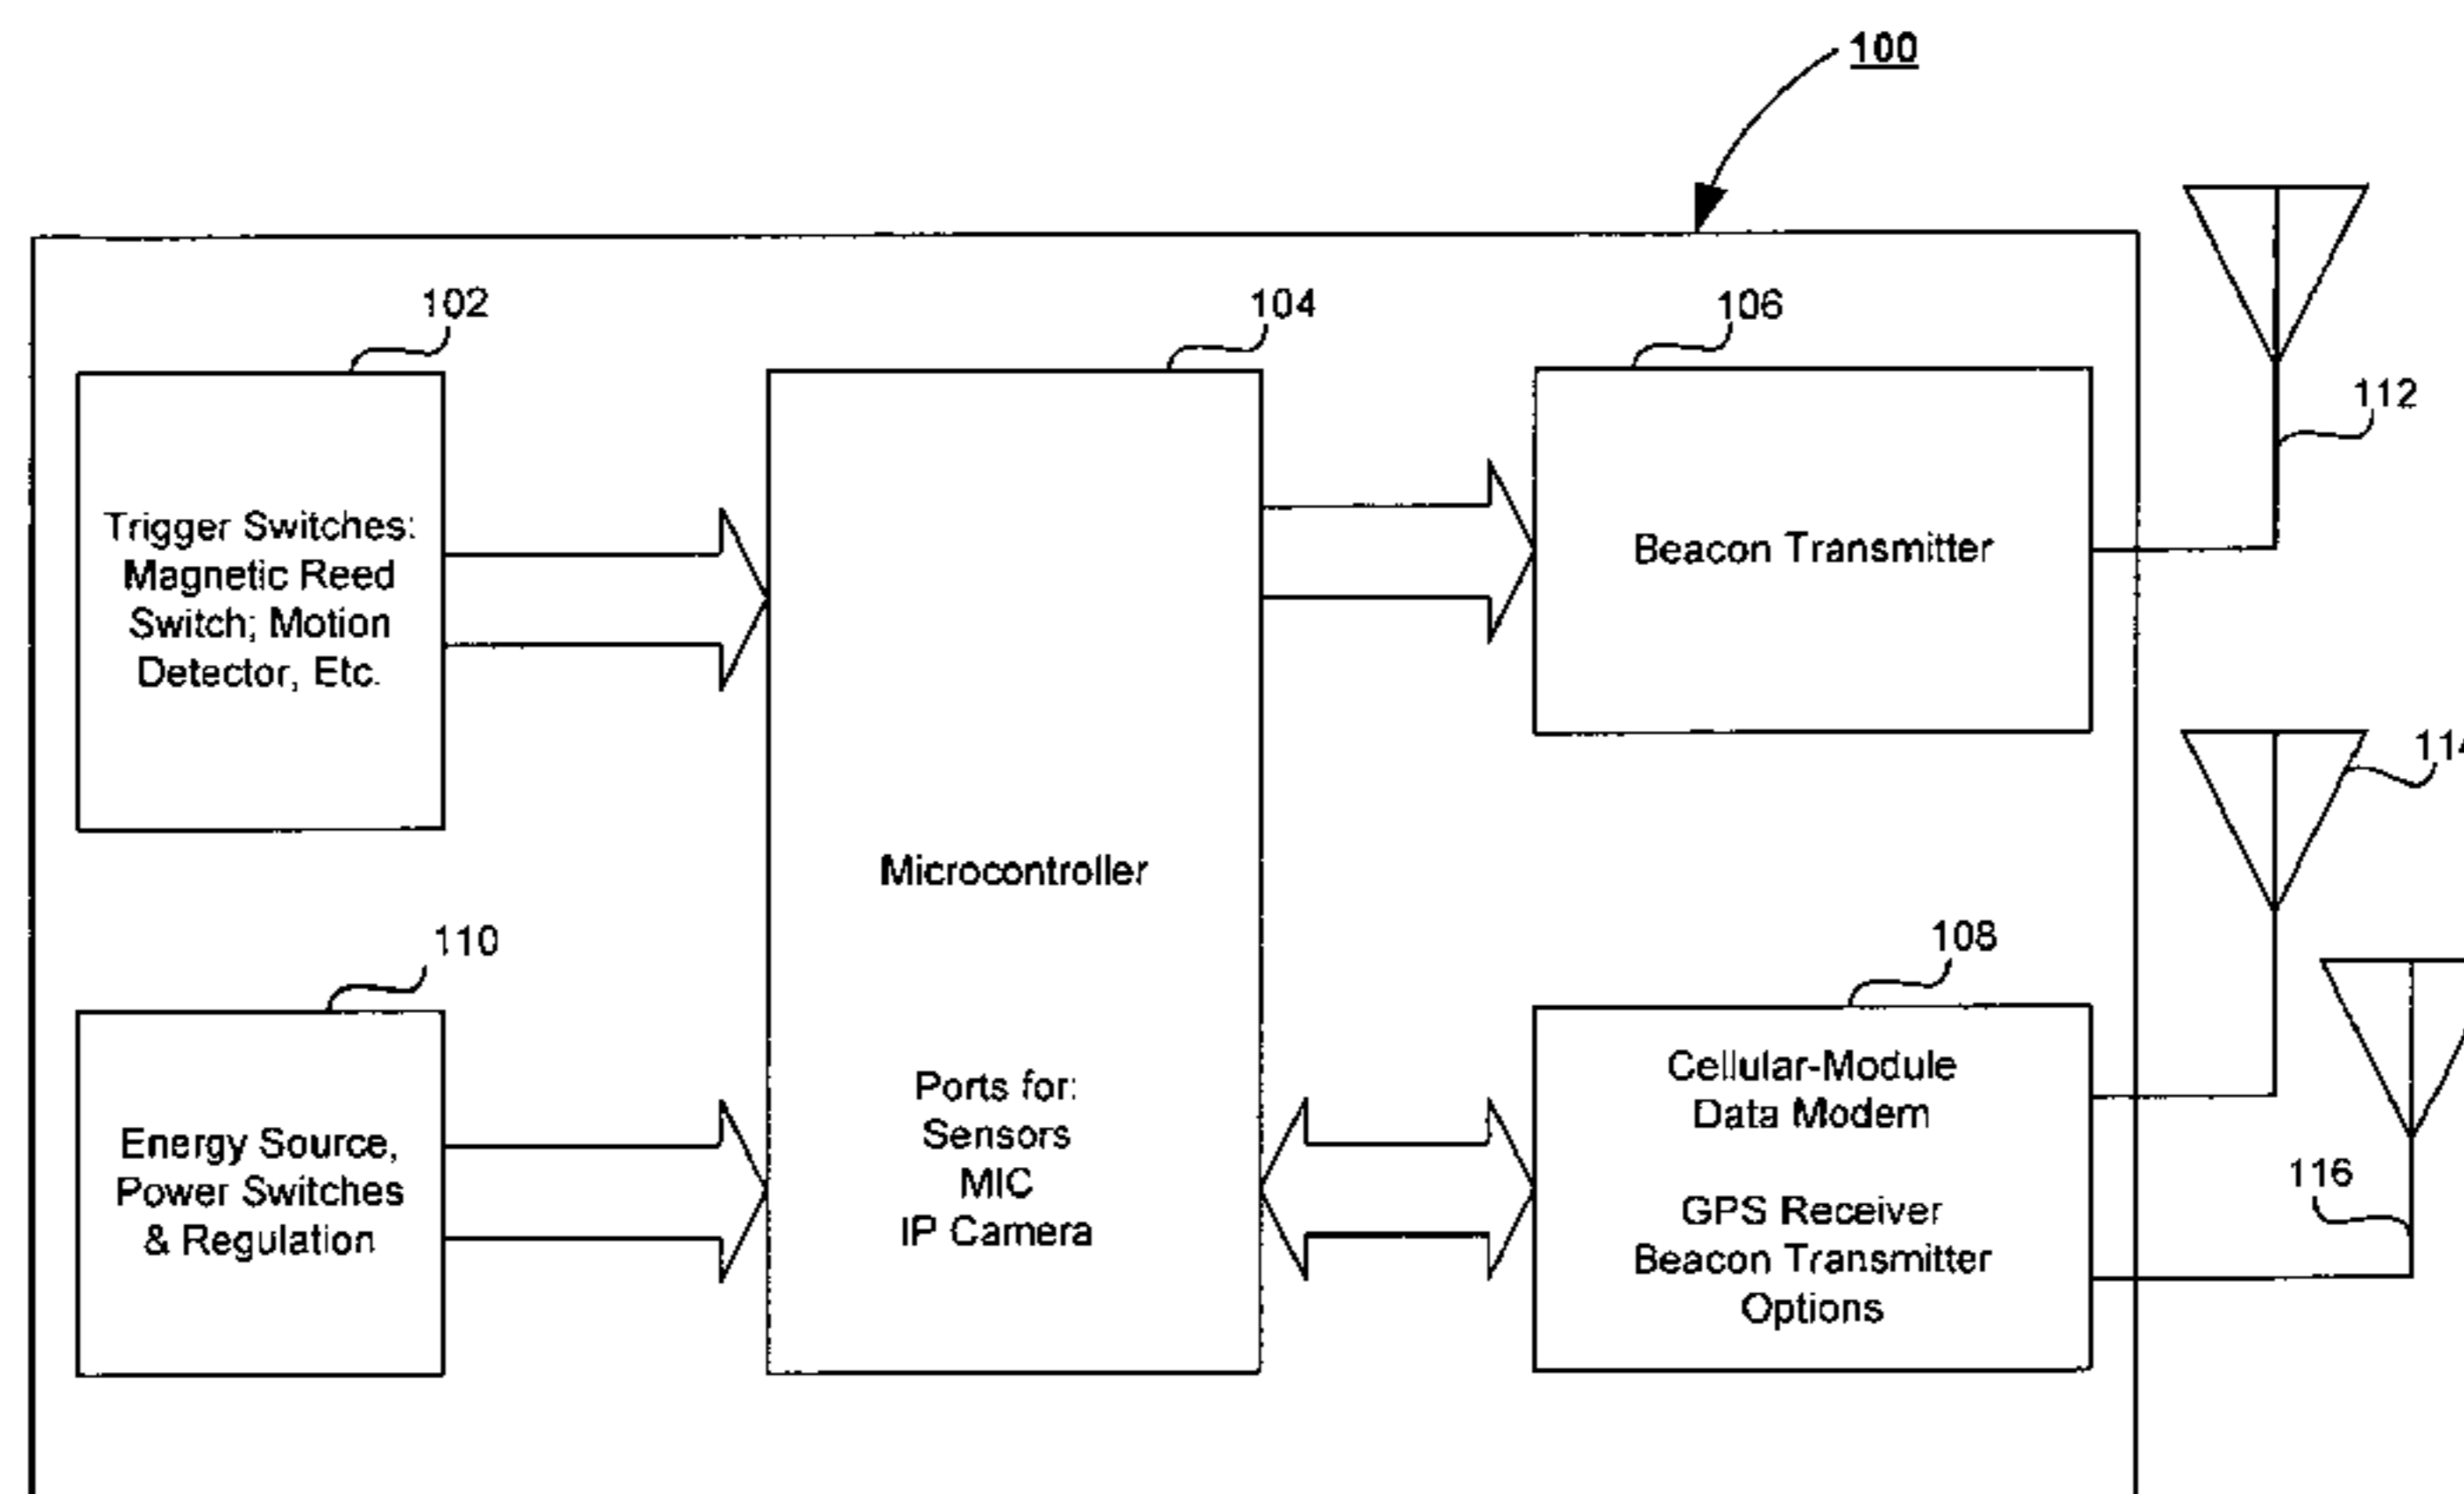 100
102
104
106
112
Trigger Switches:
Magnetic Reed
Switch; Motion
Detector, Etc.
Beacon Transmitter
114
Microcontroller
Ports for:
Sensors
MIC
IP Camera
110
Energy Source,
Power Switches
& Regulation
108
Cellular-Module
Data Modem
GPS Receiver
Beacon Transmitter
Options
116